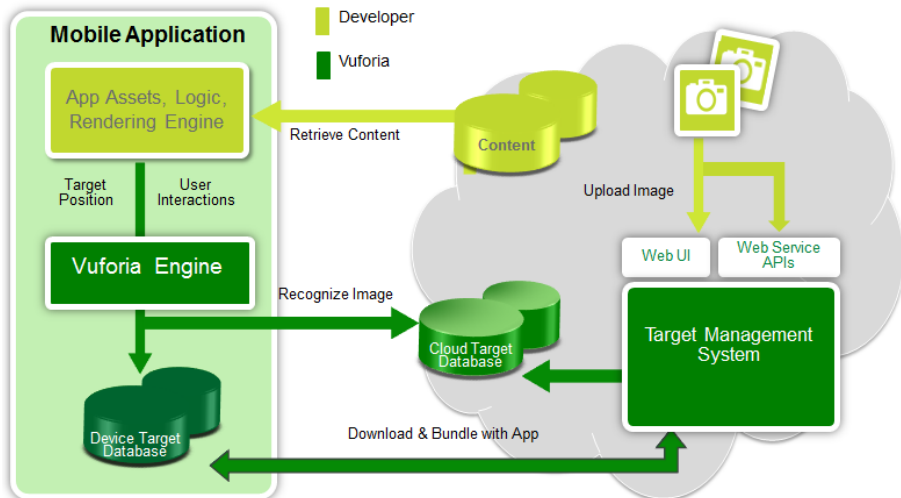 Mobile Application
Developer
Vuforia
App Assets, Logic,
Rendering Engine
Retrieve Content
Content
Target
Position
User
Interactions
Upload Image
Web UI
Web Service
APIs
Vuforia Engine
Recognize Image
Cloud Target
Database
Target Management
System
Device Target
Database
Download & Bundle with App